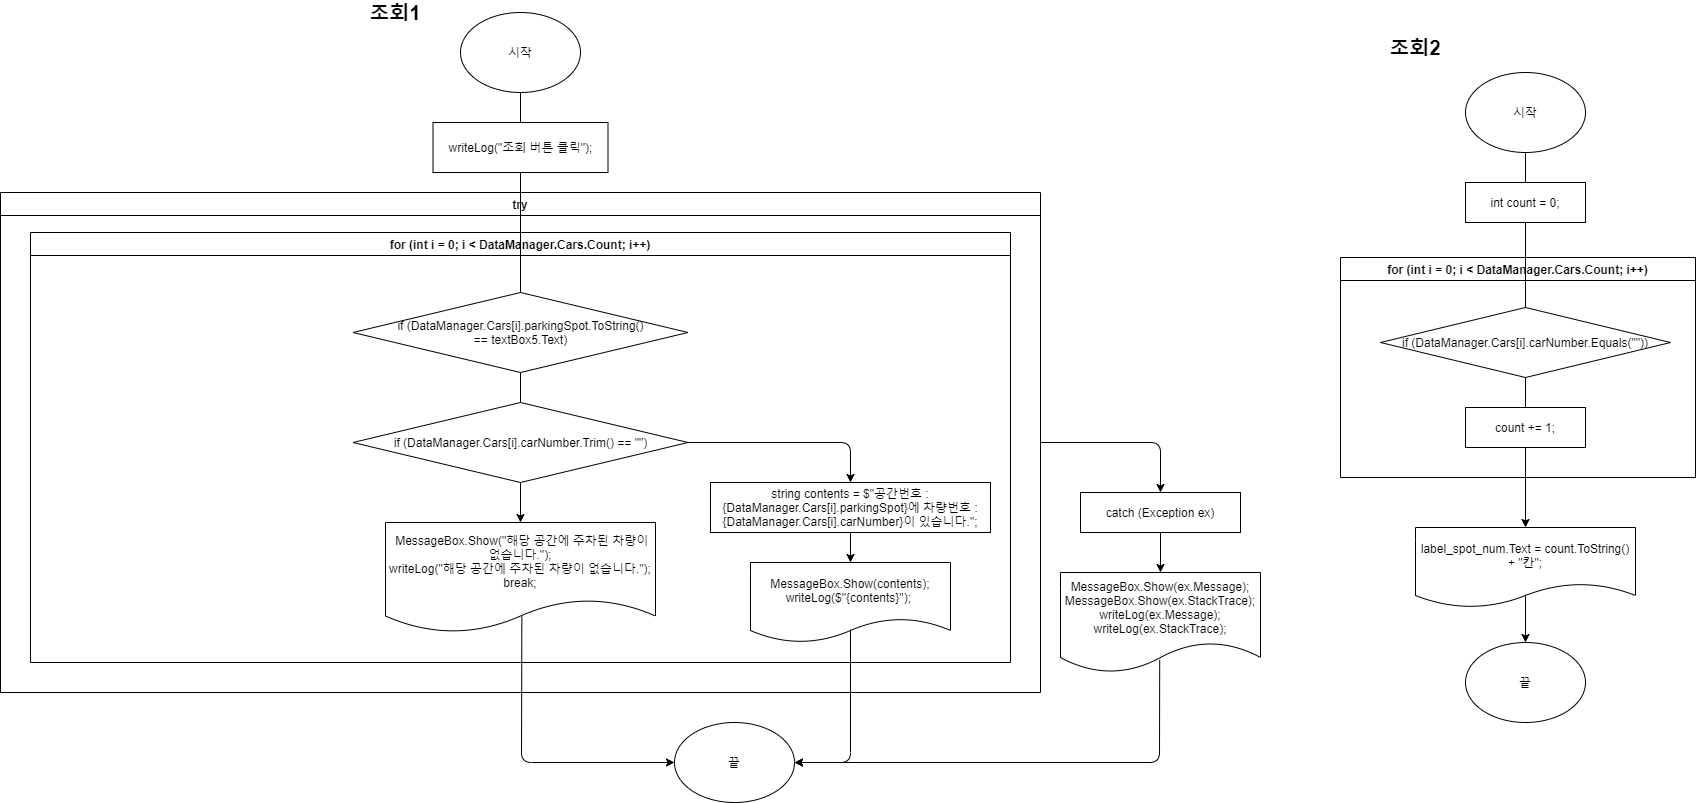 조회1
시작
writeLog("조회 버튼 클릭");
try
for (int i = 0; i < DataManager.Cars.Count; i++)
if (DataManager.Cars[i].parkingSpot.ToString()
== textBox5.Text)
if (DataManager.Cars[i].carNumber.Trim() == "")
string contents = $"공간번호 :
{DataManager.Cars[i].parkingSpot}에 차량번호 :
{DataManager.Cars[i].carNumber}이 있습니다.";
MessageBox.Show("해당 공간에 주차된 차량이
없습니다.");
writeLog("해당 공간에 주차된 차량이 없습니다.");
break;
MessageBox.Show(contents);
writeLog($"{contents}");
catch (Exception ex)
MessageBox.Show(ex.Message);
MessageBox.Show(ex.StackTrace);
writeLog(ex.Message);
writeLog(ex.StackTrace);
끝
조회2
시작
int count = 0;
for (int i = 0; i < DataManager.Cars.Count; i++)
if (DataManager.Cars[i].carNumber.Equals(""))
count += 1;
label_spot_num.Text = count.ToString()
+ "칸";
끝